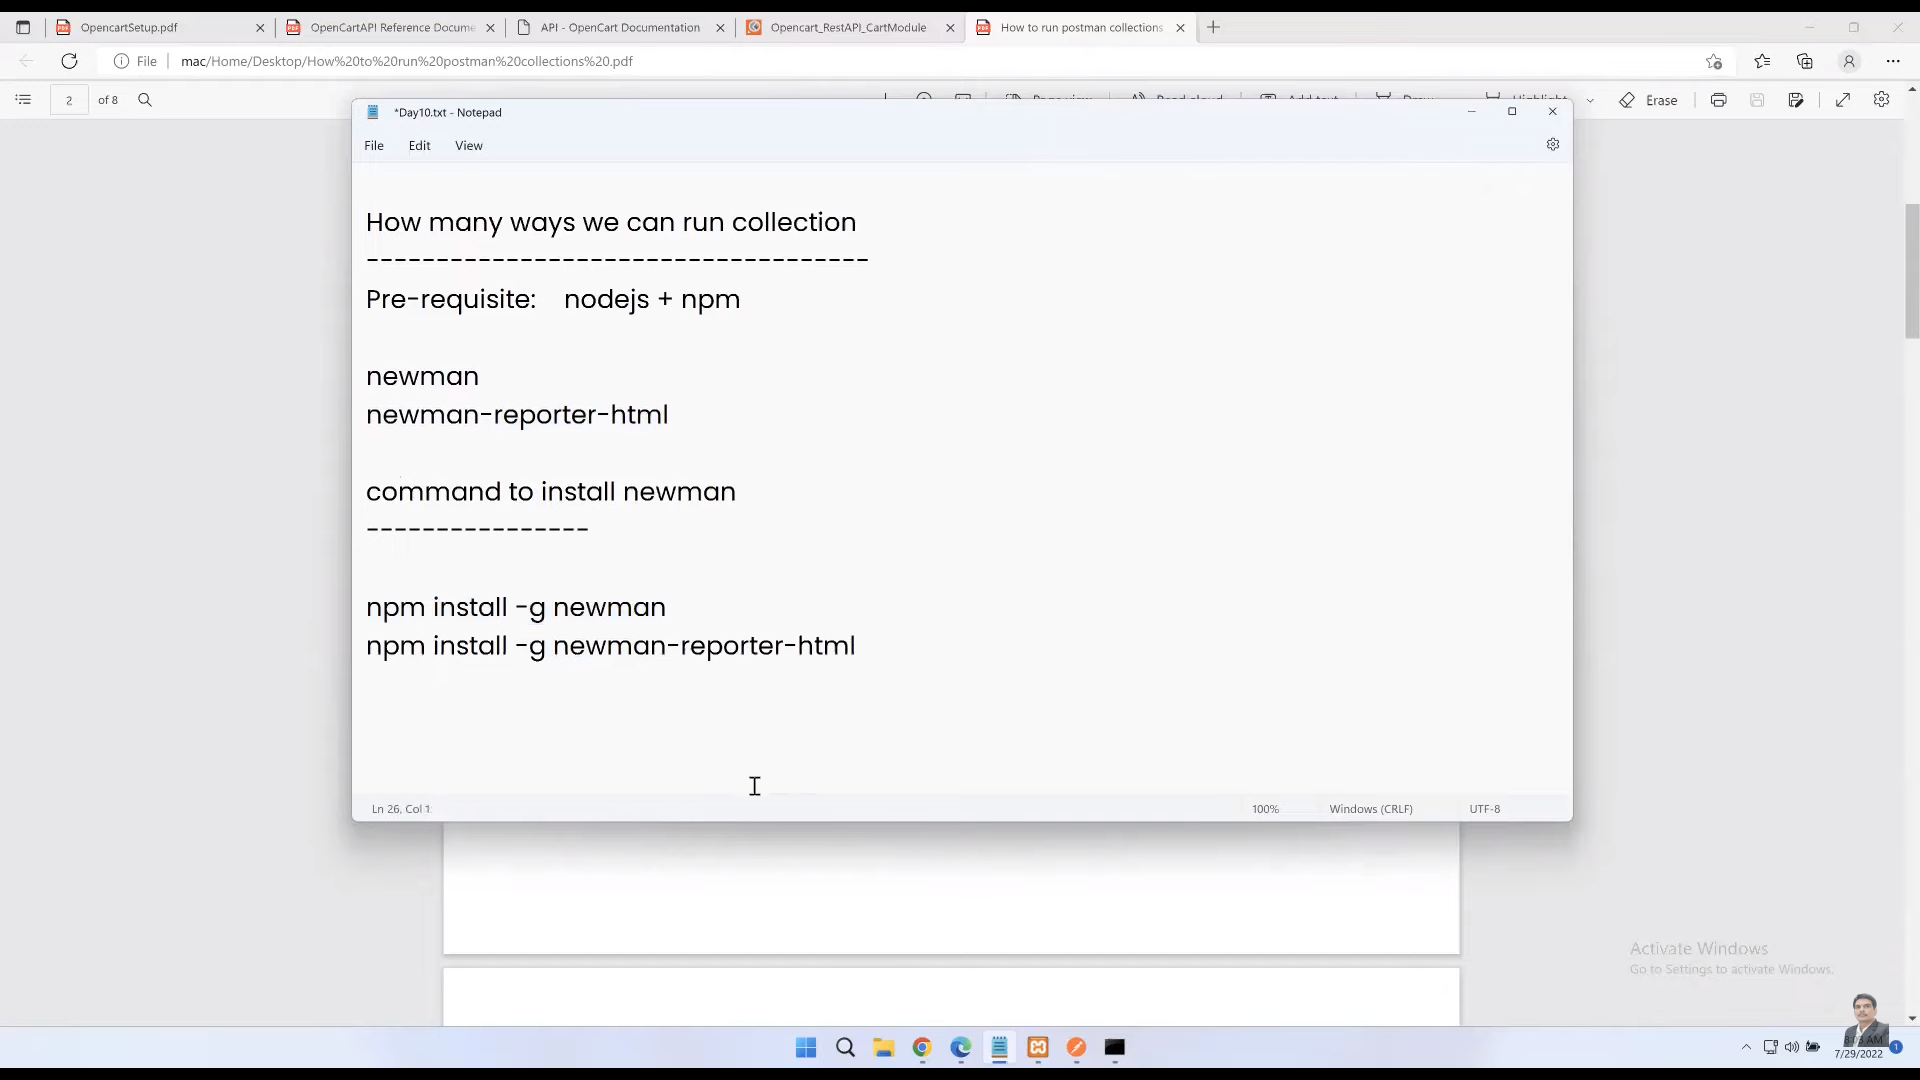 OpencartSetup.pdf
OpenCartAPI Reference Docume
API - OpenCart Documentation
Opencart_RestAPI_CartModule
How to run postman collections
File
mac/Home/Desktop/How%20to%20run%20postman%20collections%20.pdf
2 of 8
Erase
*Day10.txt - Notepad
File Edit View
How many ways we can run collection
------------------------------------
Pre-requisite: nodejs + npm
newman
newman-reporter-html
command to install newman
----------------
npm install -g newman
npm install -g newman-reporter-html
Ln 26, Col 1
100%
Windows (CRLF)
UTF-8
Activate Windows
Go to Settings to activate Windows.
7/29/2022
1